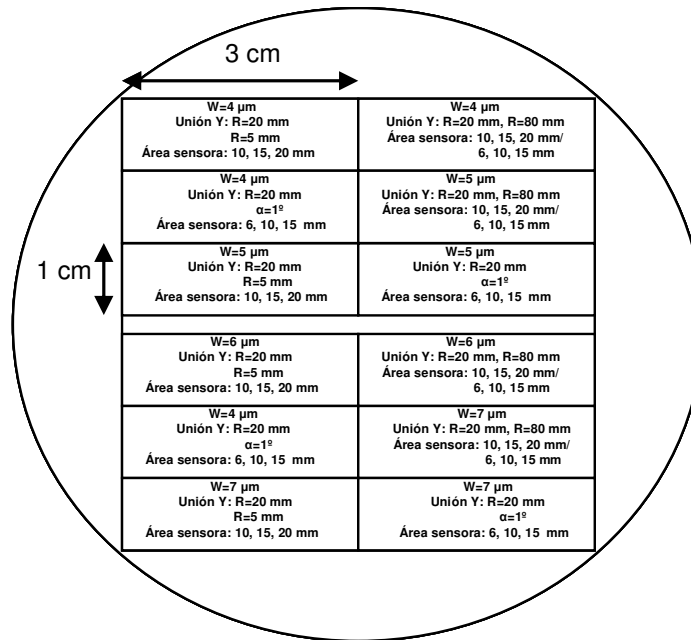 3 cm
W=4 µm
Unión Y: R=20 mm
R=5 mm
Área sensora: 10, 15, 20 mm
W=4 µm
Unión Y: R=20 mm, R=80 mm
Área sensora: 10, 15, 20 mm/
6, 10, 15 mm
W=4 µm
Unión Y: R=20 mm
α=1º
Área sensora: 6, 10, 15 mm
W=5 µm
Unión Y: R=20 mm, R=80 mm
Área sensora: 10, 15, 20 mm/
6, 10, 15 mm
1 cm
W=5 µm
Unión Y: R=20 mm
R=5 mm
Área sensora: 10, 15, 20 mm
W=5 µm
Unión Y: R=20 mm
α=1º
Área sensora: 6, 10, 15 mm
W=6 µm
Unión Y: R=20 mm
R=5 mm
Área sensora: 10, 15, 20 mm
W=6 µm
Unión Y: R=20 mm, R=80 mm
Área sensora: 10, 15, 20 mm/
6, 10, 15 mm
W=4 µm
Unión Y: R=20 mm
α=1º
Área sensora: 6, 10, 15 mm
W=7 µm
Unión Y: R=20 mm, R=80 mm
Área sensora: 10, 15, 20 mm/
6, 10, 15 mm
W=7 µm
Unión Y: R=20 mm
R=5 mm
Área sensora: 10, 15, 20 mm
W=7 µm
Unión Y: R=20 mm
α=1º
Área sensora: 6, 10, 15 mm